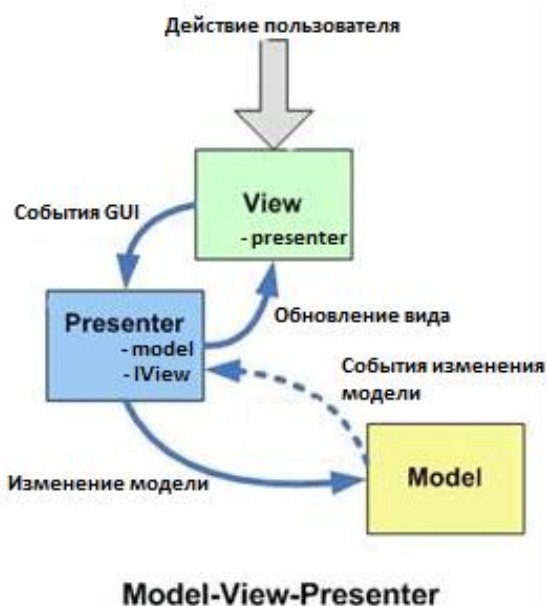 Действие пользователя
View
- presenter
События GUI
Presenter
- model
- IView
Обновление вида
События изменения
модели
Изменение модели
Model
Model-View-Presenter